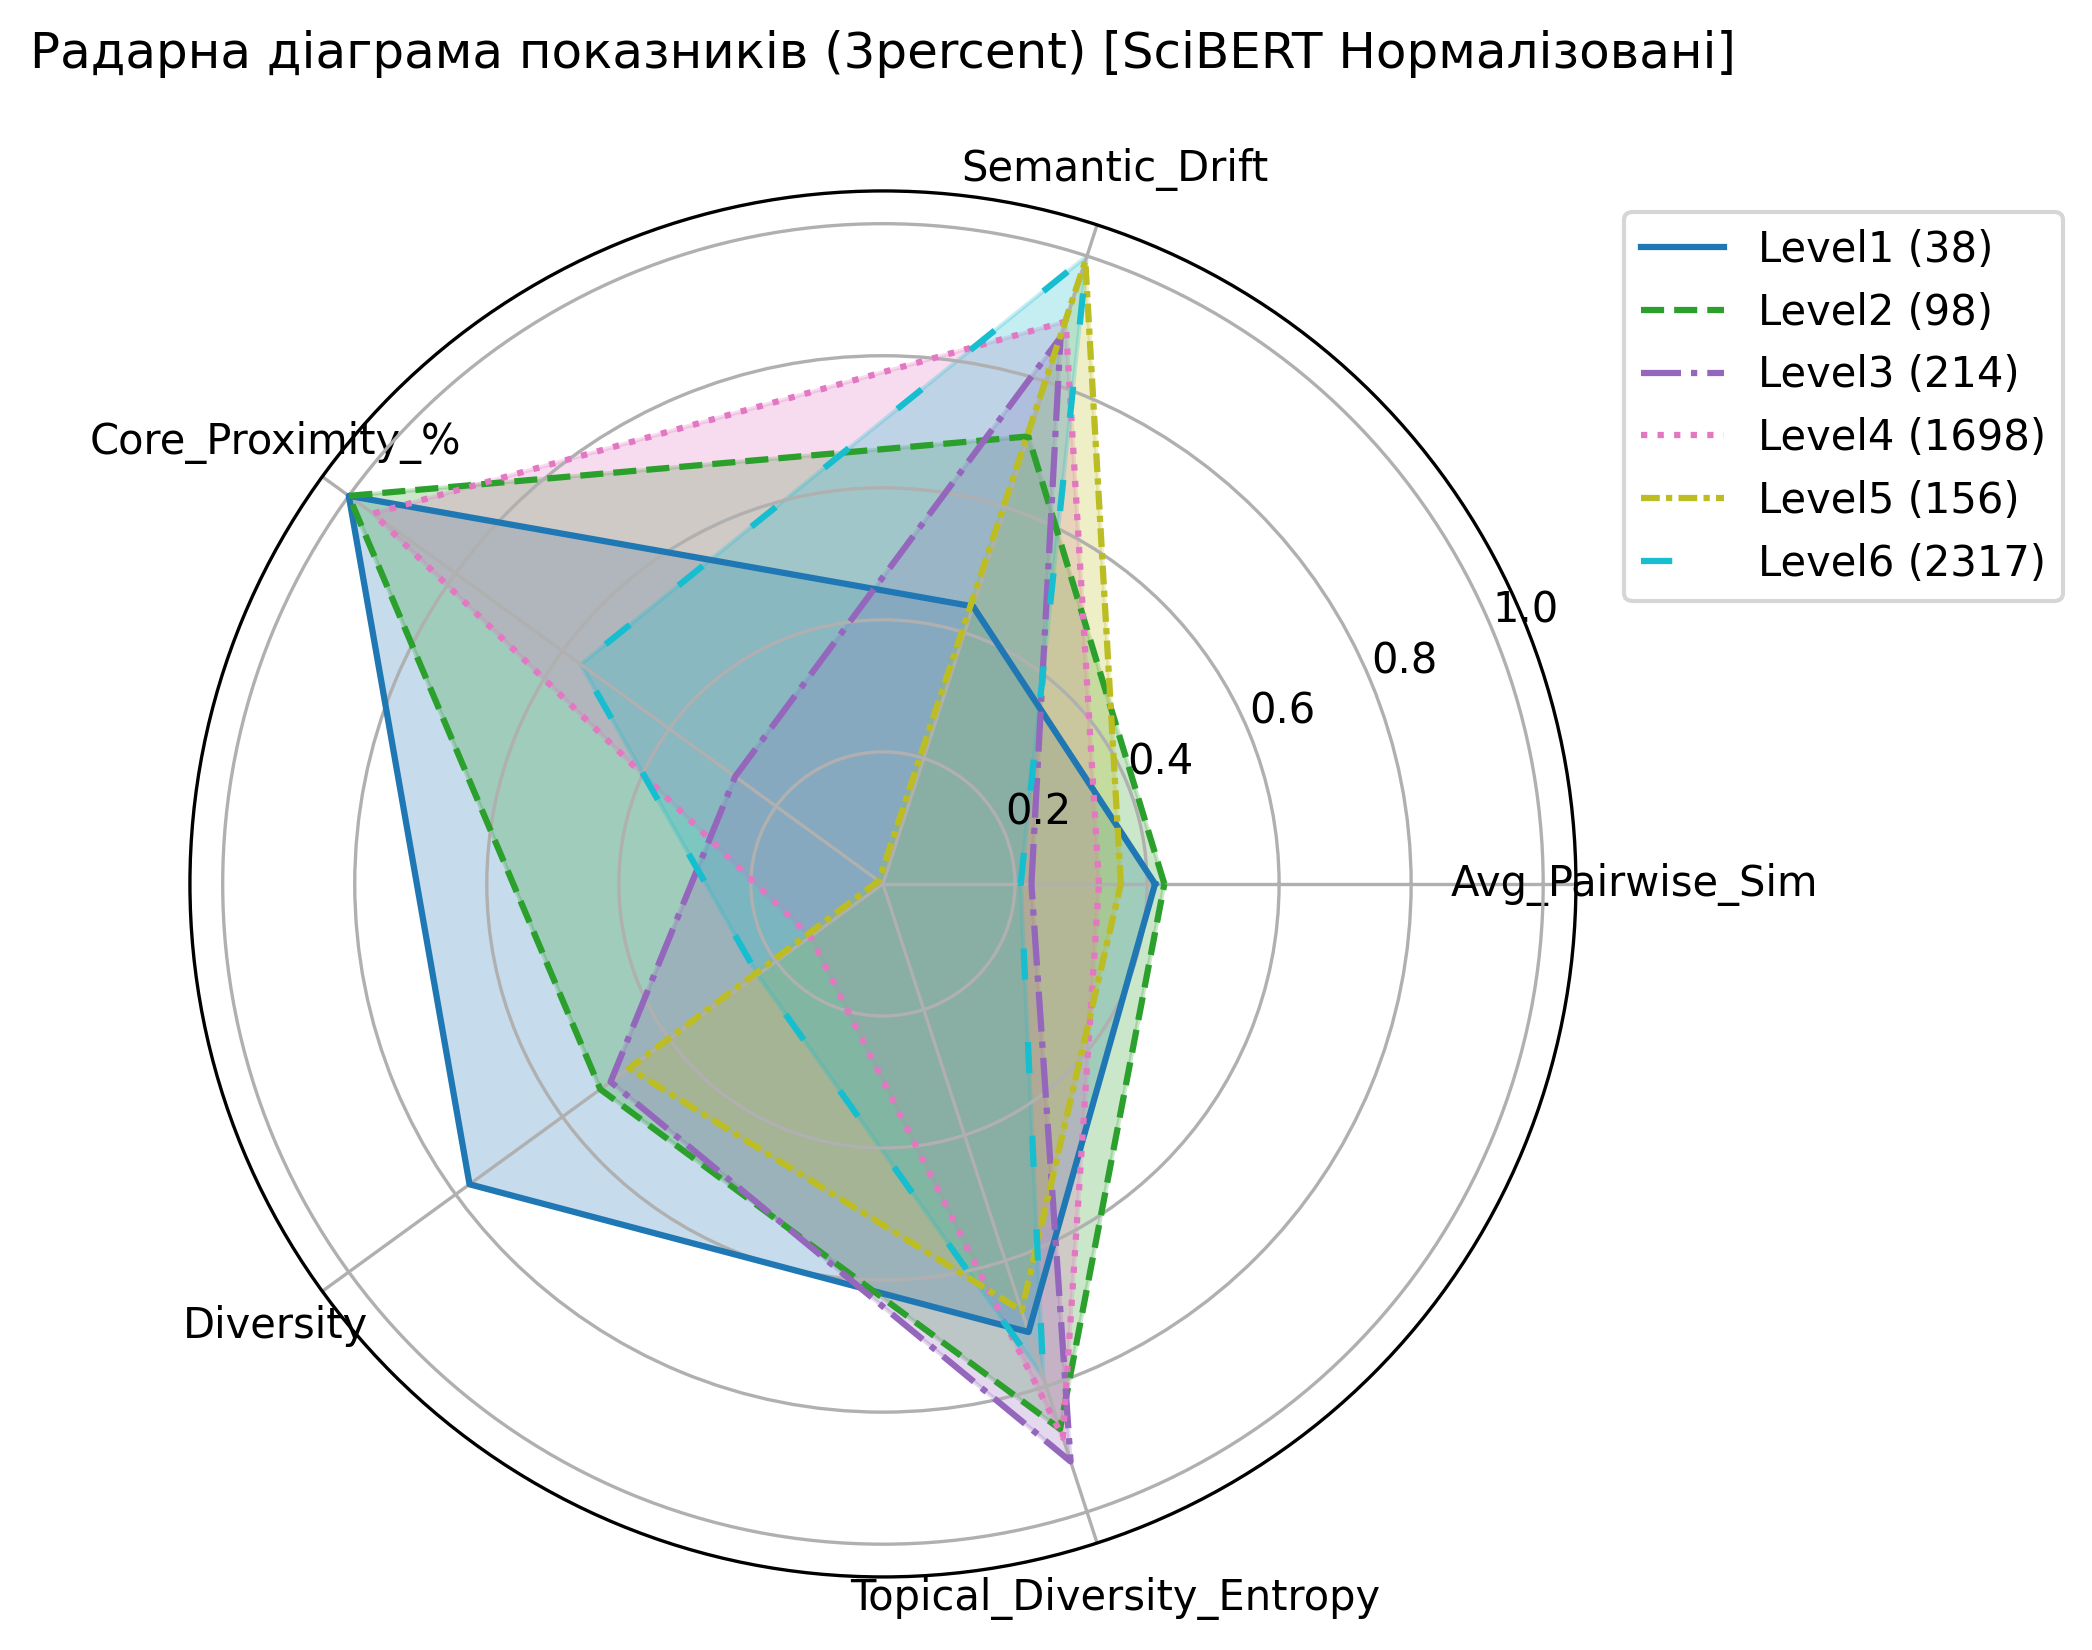 Радарна діаграма показників (3percent) [SciBERT Нормалізовані]
Semantic_Drift
Level1 (38)
Level2 (98)
Level3 (214)
Level4 (1698)
Level5 (156)
Level6 (2317)
Core_Proximity_%
1.0
0.8
0.6
0.4
0.2
Avg_Pairwise_Sim
Diversity
Topical_Diversity_Entropy